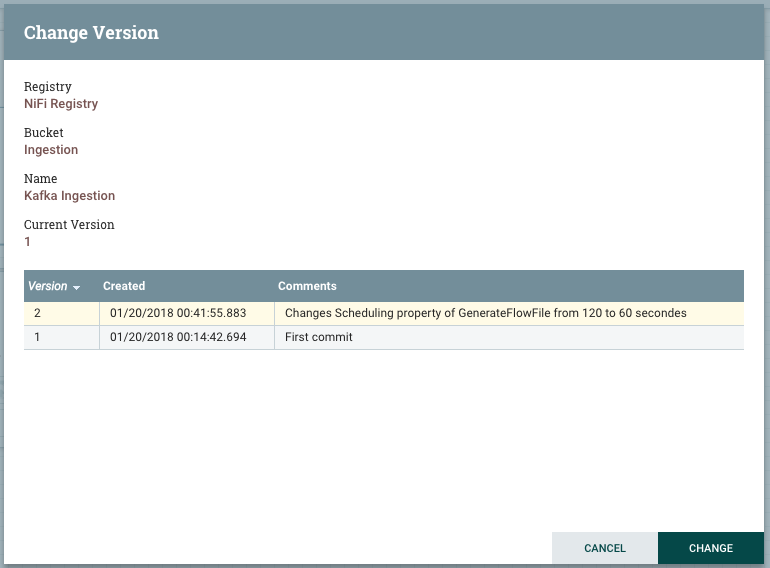 Change Version
Registry
NiFi Registry
Bucket
Ingestion
Name
Kafka Ingestion
Current Version
1
Version Created Comments
2 01/20/2018 00:41:55.883 Changes Scheduling property of GenerateFlowFile from 120 to 60 secondes
1 01/20/2018 00:14:42.694 First commit
CANCEL CHANGE